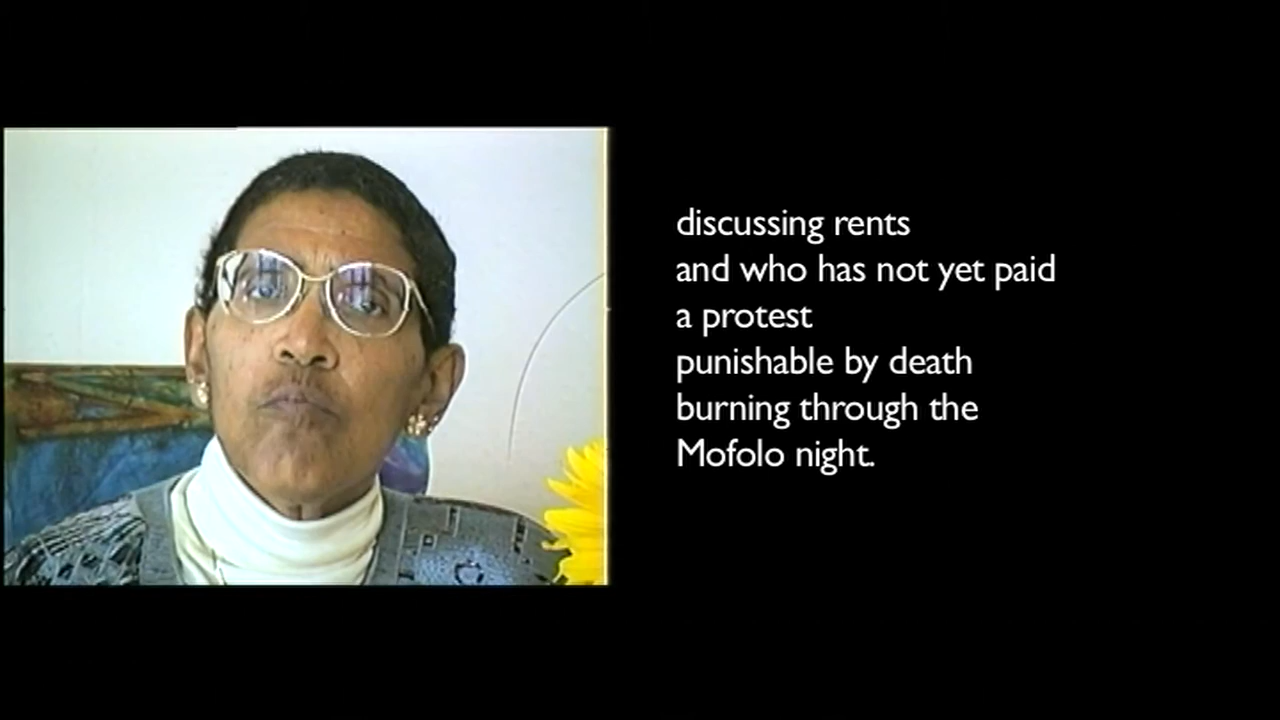 discussing rents
and who has not yet paid
a protest
punishable by death
burning through the
Mofolo night.